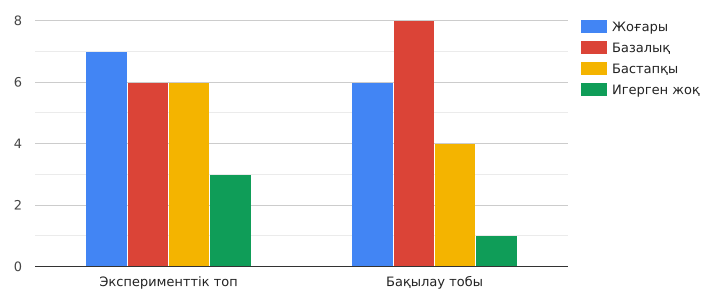 8
6
4
2
0
Эксперименттік топ
Бақылау тобы
Жоғары
Базалық
Бастапқы
Игерген жоқ